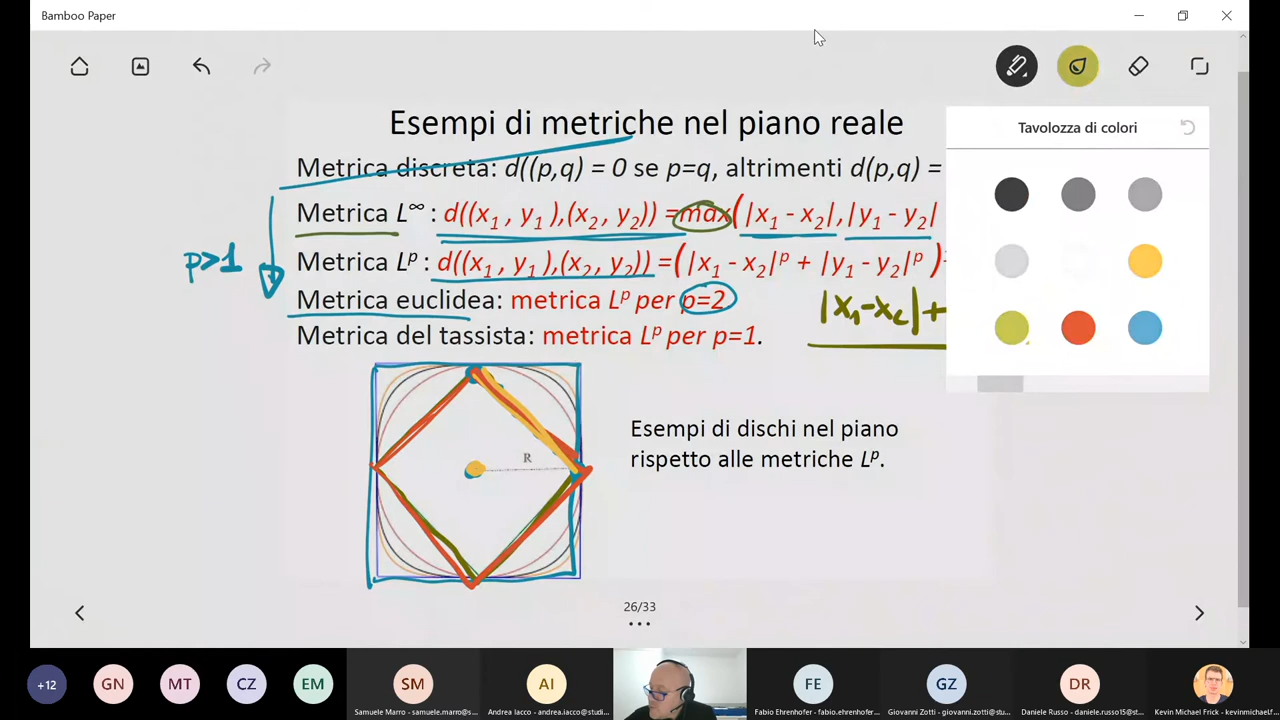 Bamboo Paper
Esempi di metriche nel piano reale
Tavolozza di colori
Metrica discreta: d((p,q) = 0 se p=q, altrimenti d(p,q) =
Metrica L∞ : d((x₁ , y₁ ),(x₂ , y₂ )) =max(|x₁ - x₂|,|y₁ - y₂|
p>1
Metrica Lᵖ : d((x₁ , y₁ ),(x₂ , y₂ )) =(|x₁ - x₂|ᵖ + |y₁ - y₂|ᵖ )
Metrica euclidea: metrica Lᵖ per p=2
|x₁-x₂|+
Metrica del tassista: metrica Lᵖ per p=1.
R
Esempi di dischi nel piano
rispetto alle metriche Lᵖ.
26/33
+12
GN
MT
CZ
EM
SM
AI
FE
GZ
DR
Samuele Marro - samuele.marro@s...
Andrea Iacco - andrea.iacco@studi...
Fabio Ehrenhofer - fabio.ehrenhofer...
Giovanni Zotti - giovanni.zotti@stu...
Daniele Russo - daniele.russo15@st...
Kevin Michael Frick - kevinmichael.f...